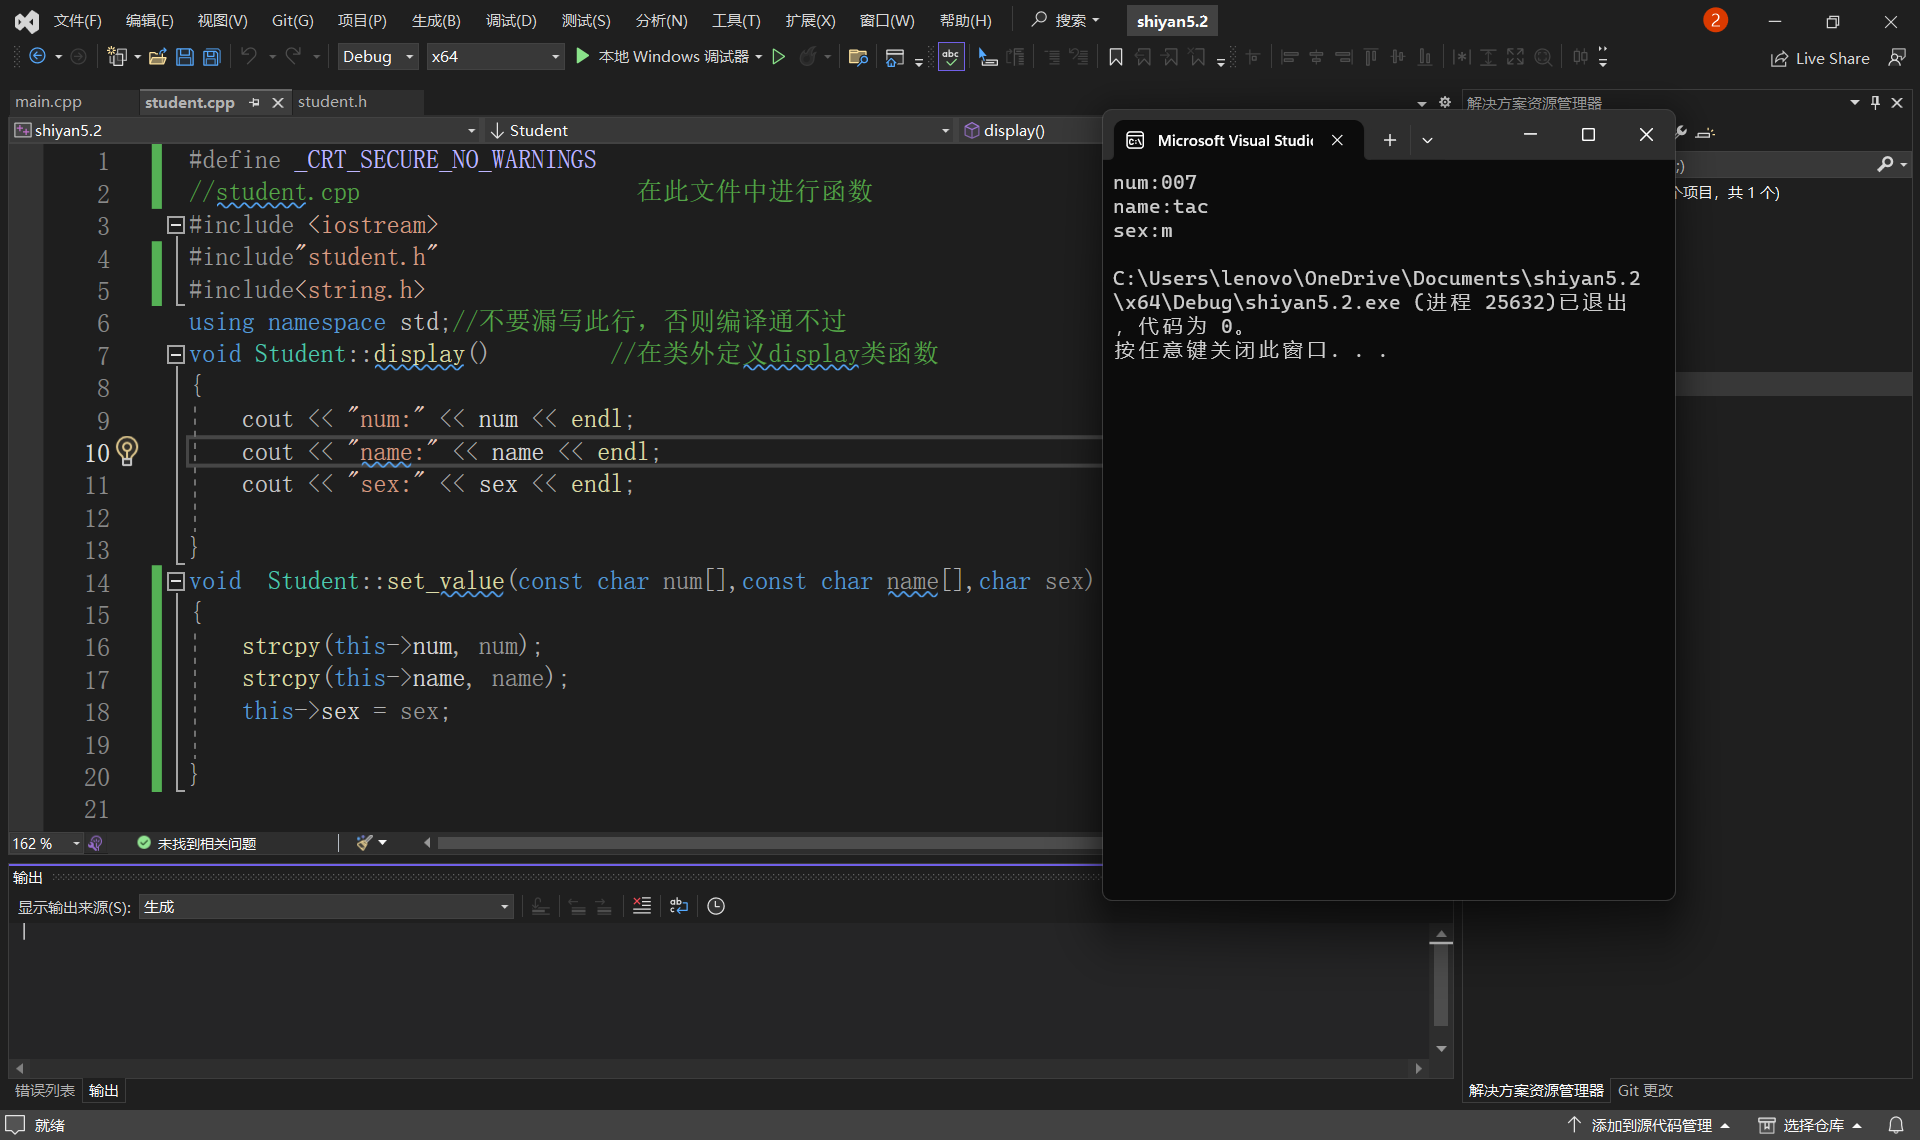 文件(F) 编辑(E) 视图(V) Git(G) 项目(P) 生成(B) 调试(D) 测试(S) 分析(N) 工具(T) 扩展(X) 窗口(W) 帮助(H) 搜索 shiyan5.2 2
Debug x64 本地 Windows 调试器 abc Live Share
main.cpp student.cpp student.h
shiyan5.2 Student display()
解决方案资源管理器
1 #define _CRT_SECURE_NO_WARNINGS
2 //student.cpp 在此文件中进行函数
3 #include <iostream>
4 #include"student.h"
5 #include<string.h>
6 using namespace std;//不要漏写此行，否则编译通不过
7 void Student::display() //在类外定义display类函数
8 {
9 cout << "num:" << num << endl;
10 cout << "name:" << name << endl;
11 cout << "sex:" << sex << endl;
12
13 }
14 void Student::set_value(const char num[],const char name[],char sex)
15 {
16 strcpy(this->num, num);
17 strcpy(this->name, name);
18 this->sex = sex;
19
20 }
21
Microsoft Visual Studi
num:007
name:tac
sex:m
C:\Users\lenovo\OneDrive\Documents\shiyan5.2
\x64\Debug\shiyan5.2.exe (进程 25632)已退出
，代码为 0。
按任意键关闭此窗口. . .
;)
个项目，共 1 个)
162 % 未找到相关问题
输出
显示输出来源(S): 生成
错误列表 输出
解决方案资源管理器 Git 更改
就绪 添加到源代码管理 选择仓库